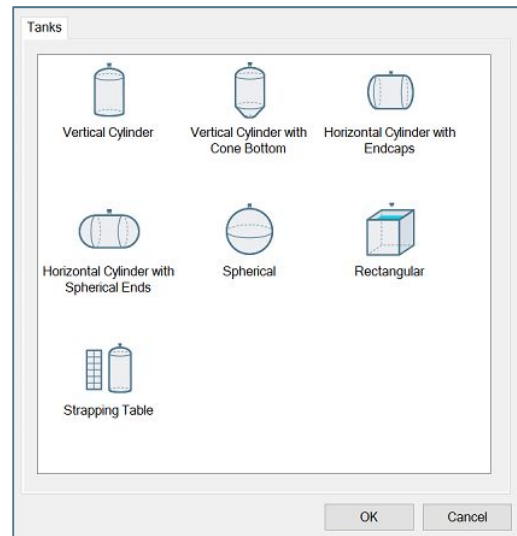 Tanks
Vertical Cylinder
Vertical Cylinder with
Cone Bottom
Horizontal Cylinder with
Endcaps
Horizontal Cylinder with
Spherical Ends
Spherical
Rectangular
Strapping Table
OK
Cancel